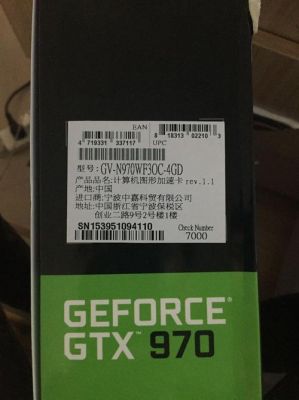 EAN
8 18313 02210 3
4 719331 337117
UPC
型号: GV-N970WF3OC-4GD
产品品名:计算机图形加速卡 rev.1.1
产地:中国
进口商:宁波中嘉科贸有限公司
地址:中国浙江省宁波保税区
创业二路9号2号楼1楼
SN153951094110
Check Number
7000
GEFORCE
GTX™ 970